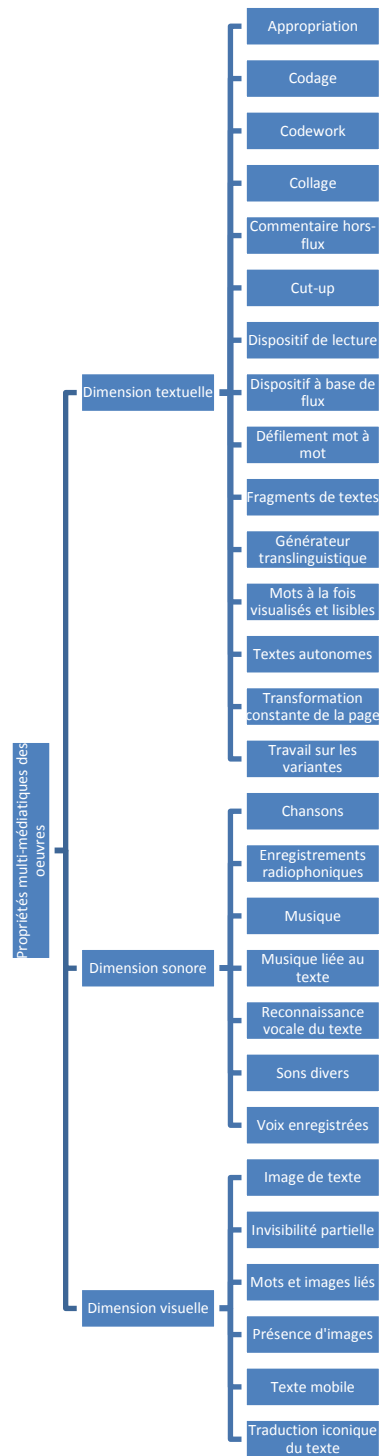 Propriétés multi-médiatiques des
oeuvres
Dimension textuelle
Appropriation
Codage
Codework
Collage
Commentaire hors-
flux
Cut-up
Dispositif de lecture
Dispositif à base de
flux
Défilement mot à
mot
Fragments de textes
Générateur
translinguistique
Mots à la fois
visualisés et lisibles
Textes autonomes
Transformation
constante de la page
Travail sur les
variantes
Dimension sonore
Chansons
Enregistrements
radiophoniques
Musique
Musique liée au
texte
Reconnaissance
vocale du texte
Sons divers
Voix enregistrées
Dimension visuelle
Image de texte
Invisibilité partielle
Mots et images liés
Présence d'images
Texte mobile
Traduction iconique
du texte